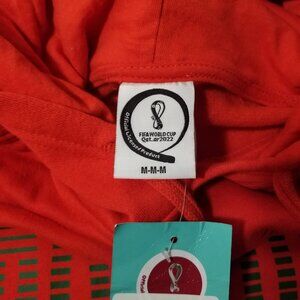 FIFA WORLD CUP
Qatar2022
Official Licensed Product
M-M-M